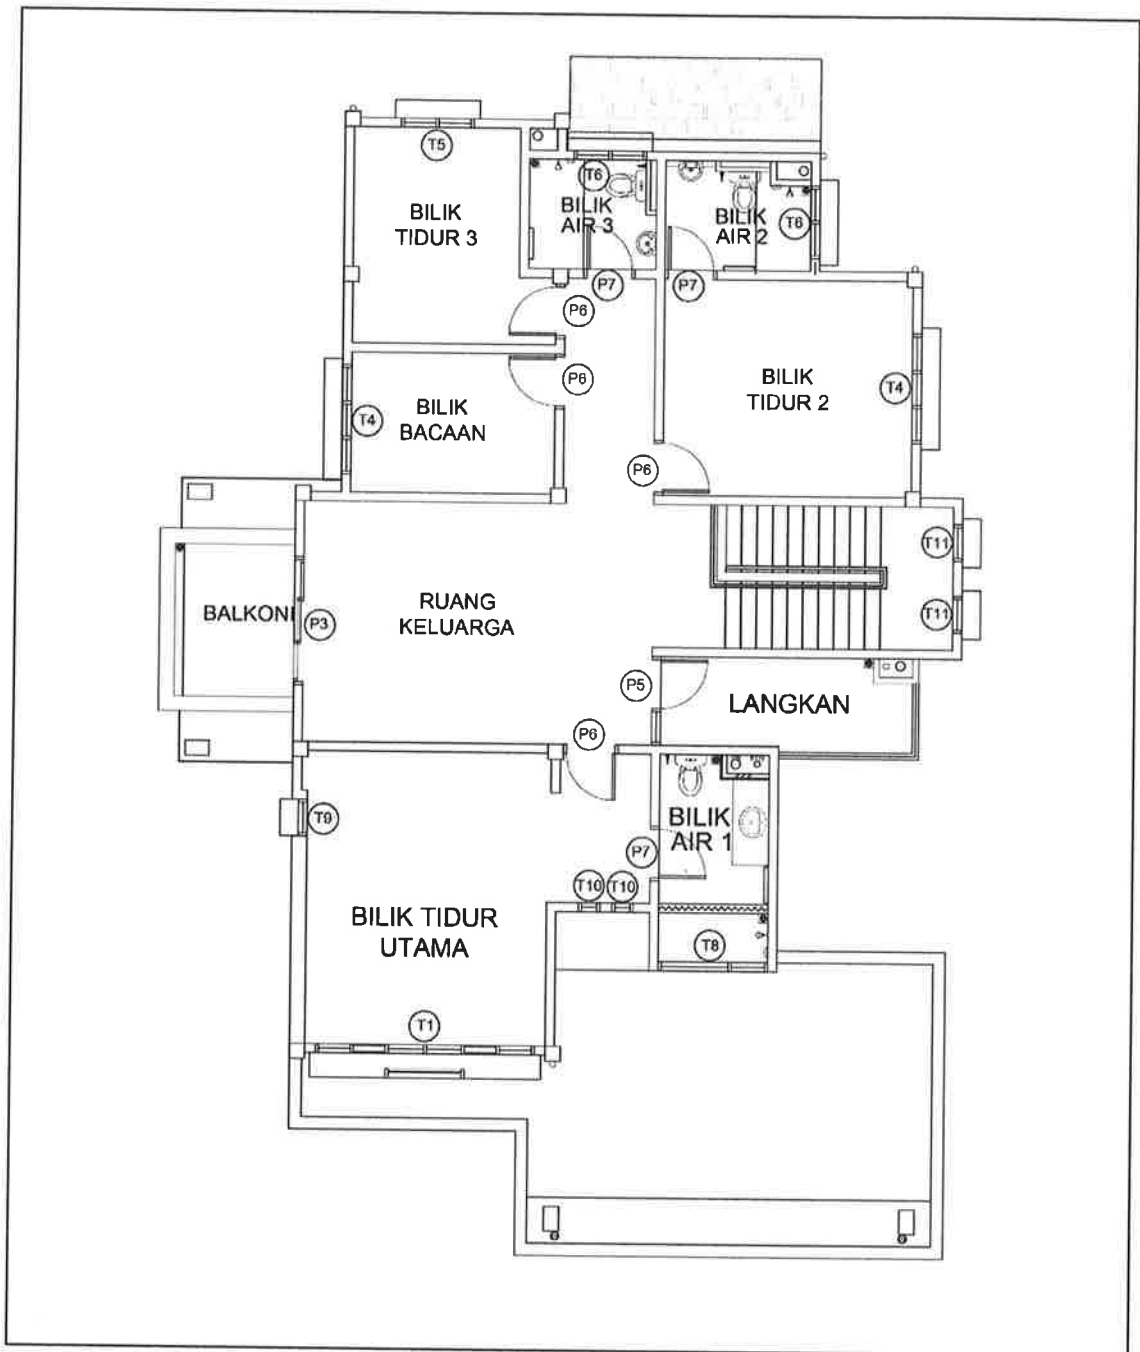 T5
BILIK
TIDUR 3
T6
BILIK
AIR 3
BILIK
AIR 2
T6
P7
P7
P6
P6
BILIK
TIDUR 2
T4
T4
BILIK
BACAAN
P6
T11
T11
RUANG
KELUARGA
BALKONI
P3
P5
LANGKAN
P6
T9
BILIK
AIR 1
P7
T10
T10
BILIK TIDUR
UTAMA
T8
T1